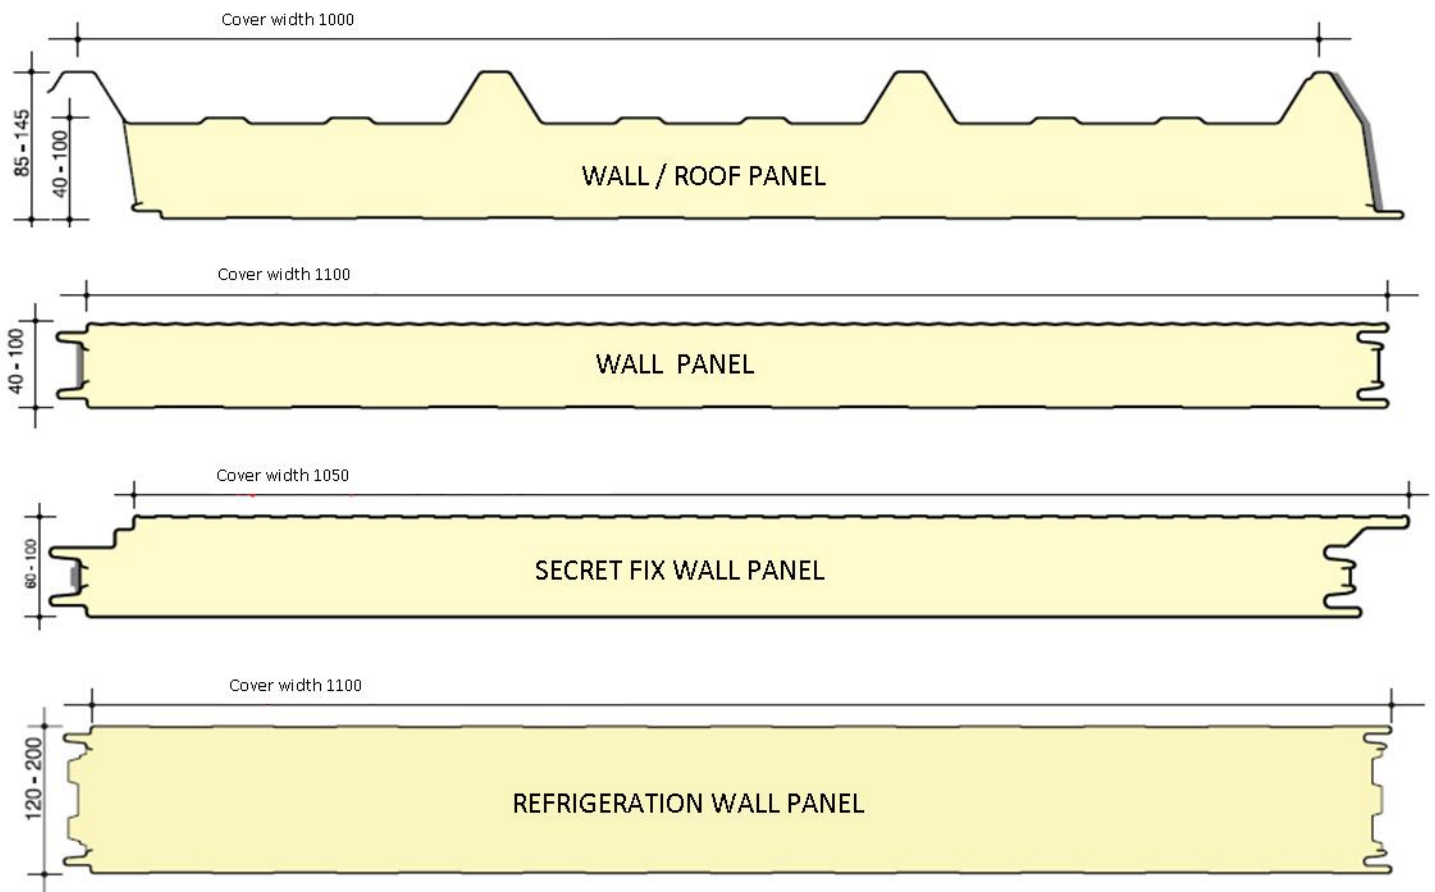 Cover width 1000
85 - 145
40 - 100
WALL / ROOF PANEL
Cover width 1100
40 - 100
WALL PANEL
Cover width 1050
60 - 100
SECRET FIX WALL PANEL
Cover width 1100
120 - 200
REFRIGERATION WALL PANEL